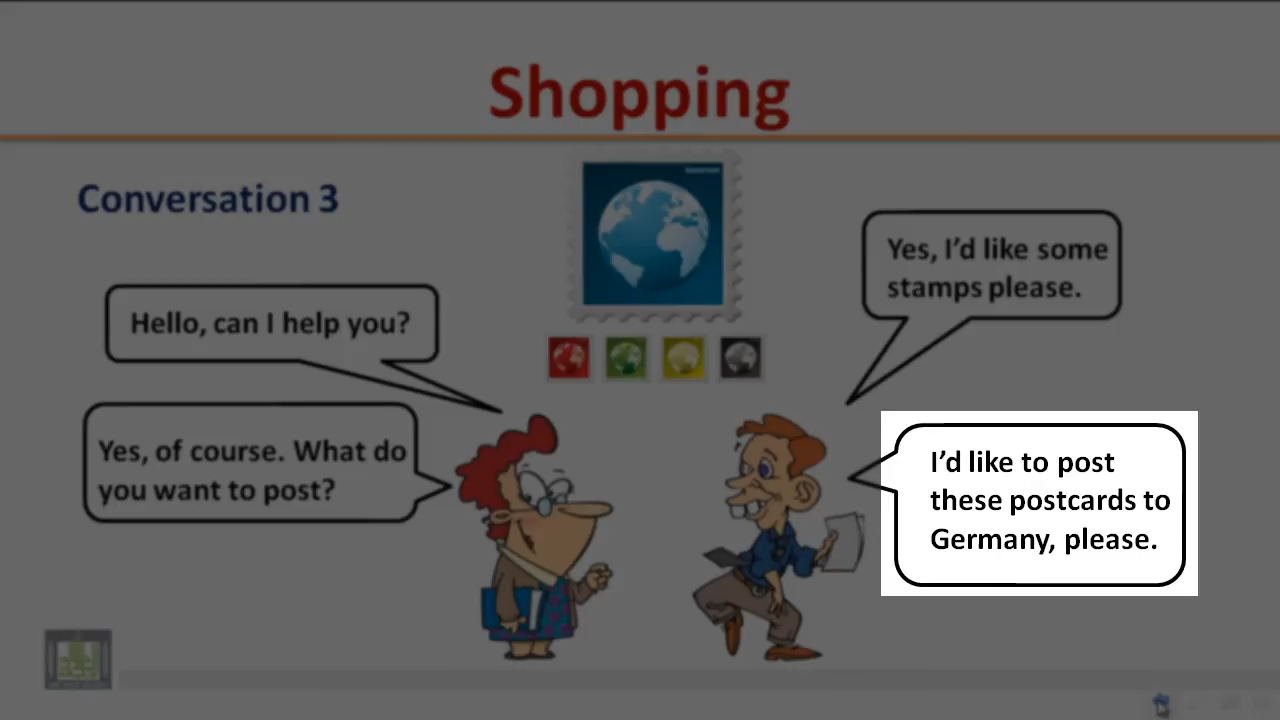 Shopping
Conversation 3
Hello, can I help you?
Yes, I'd like some
stamps please.
Yes, of course. What do
you want to post?
I'd like to post
these postcards to
Germany, please.